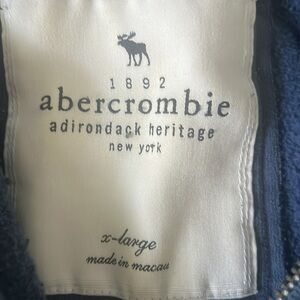 1892
abercrombie
adirondack heritage
new york
x-large
made in macau